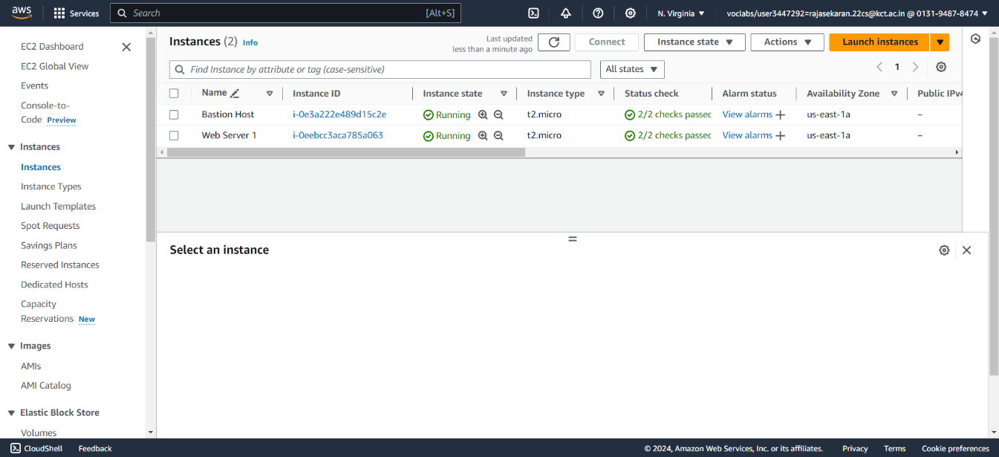 aws Services Search [Alt+S] N. Virginia voclabs/user3447292=rajasekaran.22cs@kct.ac.in @ 0131-9487-8474
EC2 Dashboard
EC2 Global View
Events
Console-to-
Code Preview
Instances
Instances
Instance Types
Launch Templates
Spot Requests
Savings Plans
Reserved Instances
Dedicated Hosts
Capacity
Reservations New
Images
AMIs
AMI Catalog
Elastic Block Store
Volumes
Instances (2) Info
Last updated
less than a minute ago
Connect Instance state Actions Launch instances
Find Instance by attribute or tag (case-sensitive) All states 1
Name Instance ID Instance state Instance type Status check Alarm status Availability Zone Public IPv4
Bastion Host i-0e3a222e489d15c2e Running t2.micro 2/2 checks passed View alarms + us-east-1a –
Web Server 1 i-0eebcc3aca785a063 Running t2.micro 2/2 checks passed View alarms + us-east-1a –
Select an instance
CloudShell Feedback © 2024, Amazon Web Services, Inc. or its affiliates. Privacy Terms Cookie preferences